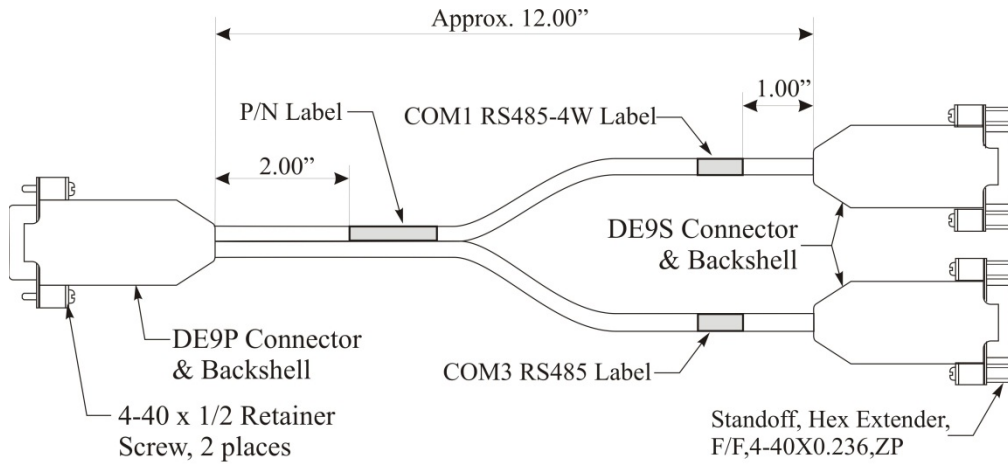 Approx. 12.00”
1.00”
P/N Label
COM1 RS485-4W Label
2.00”
DE9S Connector
& Backshell
DE9P Connector
& Backshell
COM3 RS485 Label
4-40 x 1/2 Retainer
Screw, 2 places
Standoff, Hex Extender,
F/F,4-40X0.236,ZP